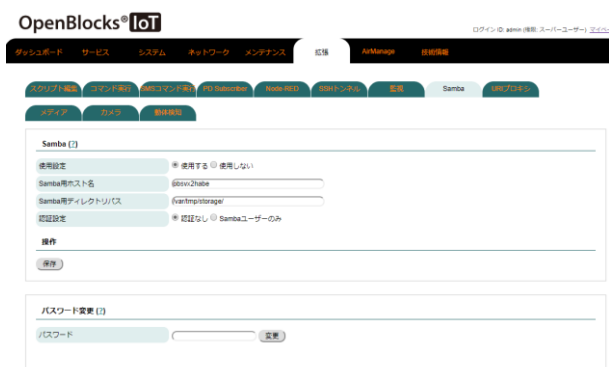 OpenBlocks® IoT
ログイン ID: admin (権限: スーパーユーザー) マイペ
ダッシュボード サービス システム ネットワーク メンテナンス 拡張 AirManage 技術情報
スクリプト編集 コマンド実行 SMSコマンド実行 PD Subscriber Node-RED SSHトンネル 監視 Samba URIプロキシ
メディア カメラ 動体検知
Samba (?)
使用設定 使用する 使用しない
Samba用ホスト名 obsvx2habe
Samba用ディレクトリパス /var/tmp/storage/
認証設定 認証なし Sambaユーザーのみ
操作
保存
パスワード変更 (?)
パスワード 変更